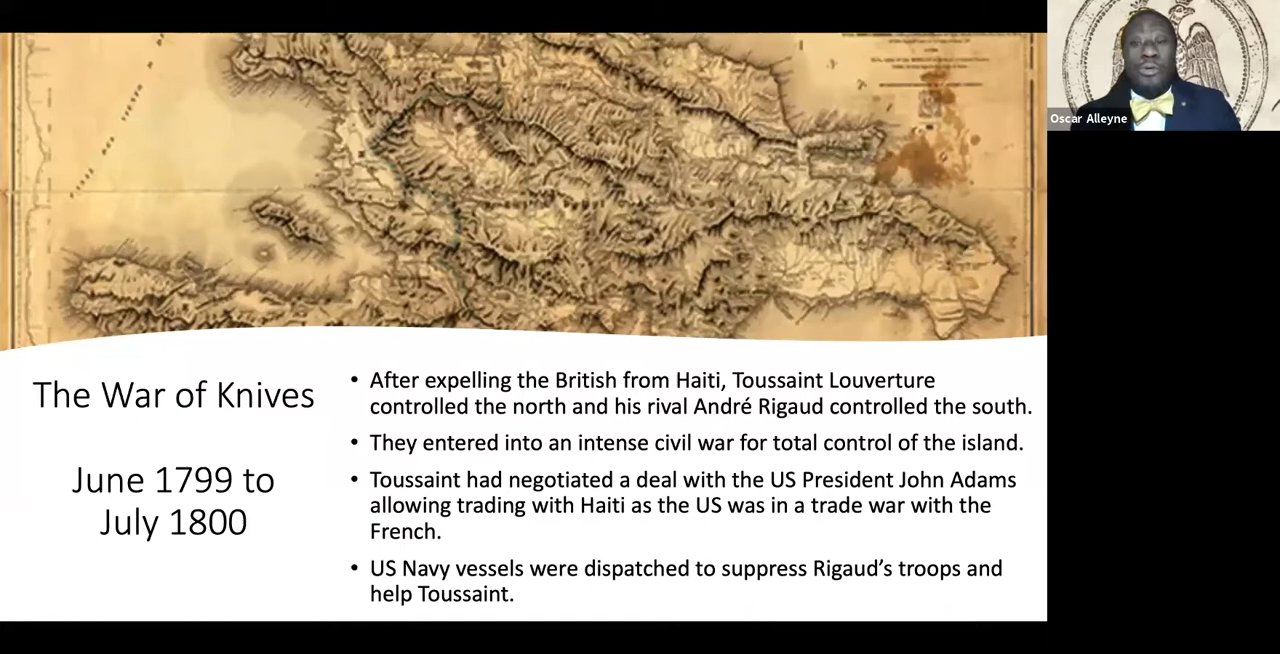 Oscar Alleyne
The War of Knives
June 1799 to
July 1800
• After expelling the British from Haiti, Toussaint Louverture
controlled the north and his rival André Rigaud controlled the south.
• They entered into an intense civil war for total control of the island.
• Toussaint had negotiated a deal with the US President John Adams
allowing trading with Haiti as the US was in a trade war with the
French.
• US Navy vessels were dispatched to suppress Rigaud’s troops and
help Toussaint.